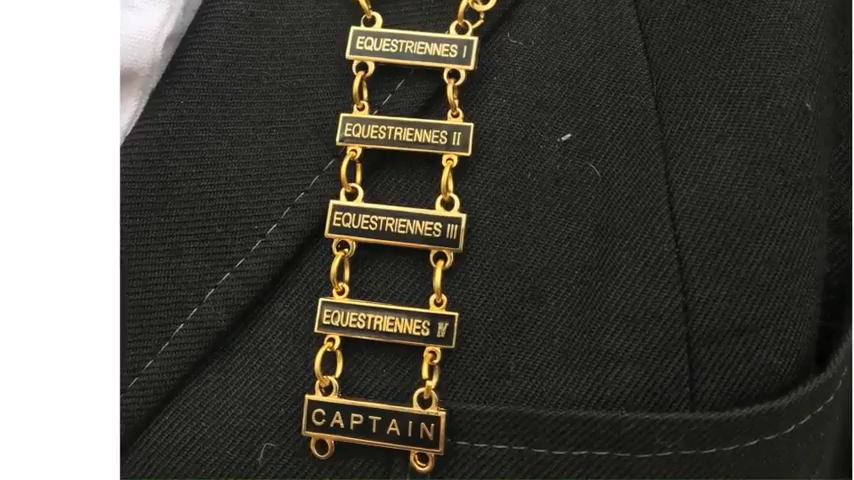 EQUESTRIENNES I
EQUESTRIENNES II
EQUESTRIENNES III
EQUESTRIENNES IV
CAPTAIN